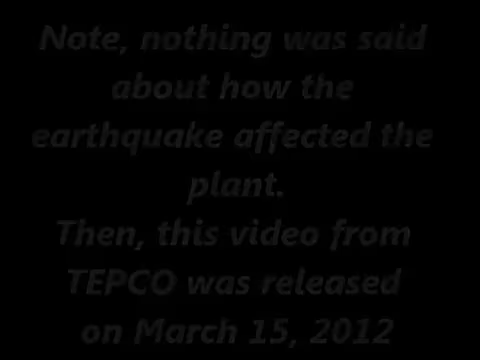 Note, nothing was said
about how the
earthquake affected the
plant.
Then, this video from
TEPCO was released
on March 15, 2012